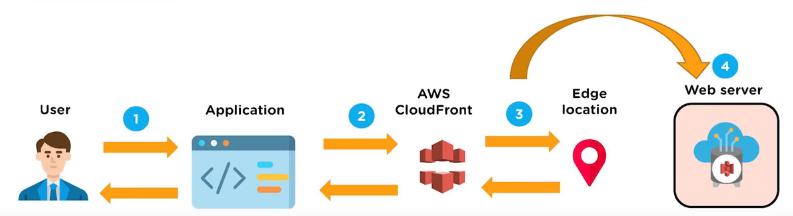 User
1
Application
2
AWS
CloudFront
3
Edge
location
4
Web server
</>